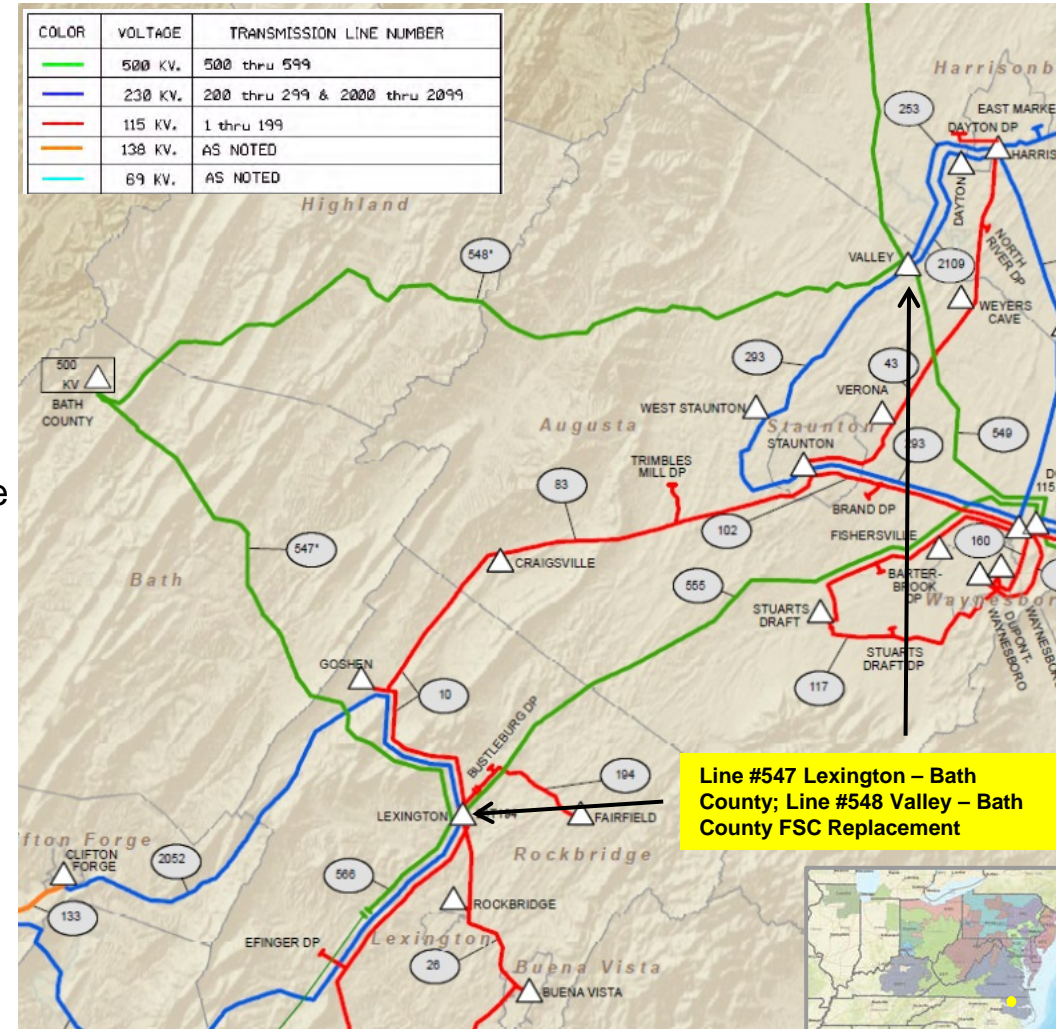 COLOR VOLTAGE TRANSMISSION LINE NUMBER
500 KV. 500 thru 599
230 KV. 200 thru 299 & 2000 thru 2099
115 KV. 1 thru 199
138 KV. AS NOTED
69 KV. AS NOTED
Harrisonb
253
EAST MARKE
DAYTON DP
HARRIS
DAYTON
Highland
548*
VALLEY
2109
NORTH
RIVER DP
WEYERS
CAVE
500
KV
BATH
COUNTY
293
43
VERONA
WEST STAUNTON
Augusta
Staunton
STAUNTON
293
549
TRIMBLES
MILL DP
83
115
e
102
BRAND DP
FISHERSVILLE
160
547*
CRAIGSVILLE
Bath
555
BARTER-
BROOK
DP
Waynesbor
STUARTS
DRAFT
DUPONT-
WAYNESBORO
WAYNESBORO
STUARTS
DRAFT DP
GOSHEN
10
117
BUSTLEBURG DP
194
Line #547 Lexington – Bath
County; Line #548 Valley – Bath
County FSC Replacement
LEXINGTON
FAIRFIELD
fton Forge
CLIFTON
FORGE
2052
Rockbridge
566
133
ROCKBRIDGE
EFINGER DP
Lexington
26
Buena Vista
BUENA VISTA